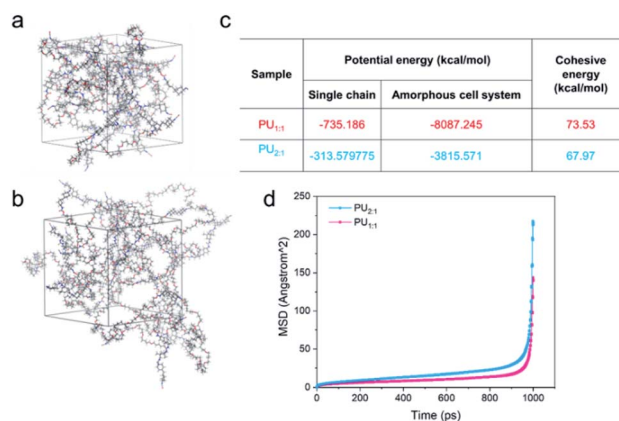 a
c
Sample
Potential energy (kcal/mol)
Cohesive
energy
(kcal/mol)
Single chain
Amorphous cell system
PU1:1
-735.186
-8087.245
73.53
PU2:1
-313.579775
-3815.571
67.97
b
d
250
200
150
100
50
0
MSD (Angstrom^2)
PU2:1
PU1:1
0
200
400
600
800
1000
Time (ps)